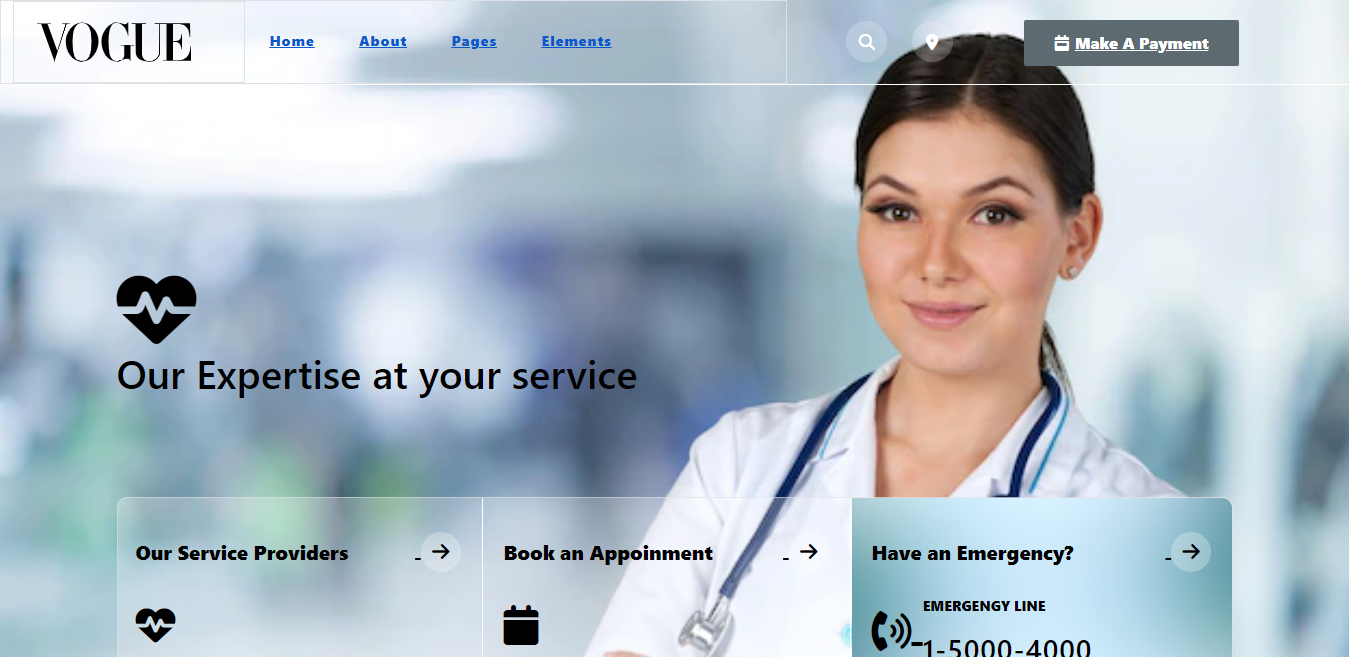 VOGUE
Home About Pages Elements
Make A Payment
Our Expertise at your service
Our Service Providers
Book an Appoinment
Have an Emergency?
EMERGENGY LINE
1-5000-4000